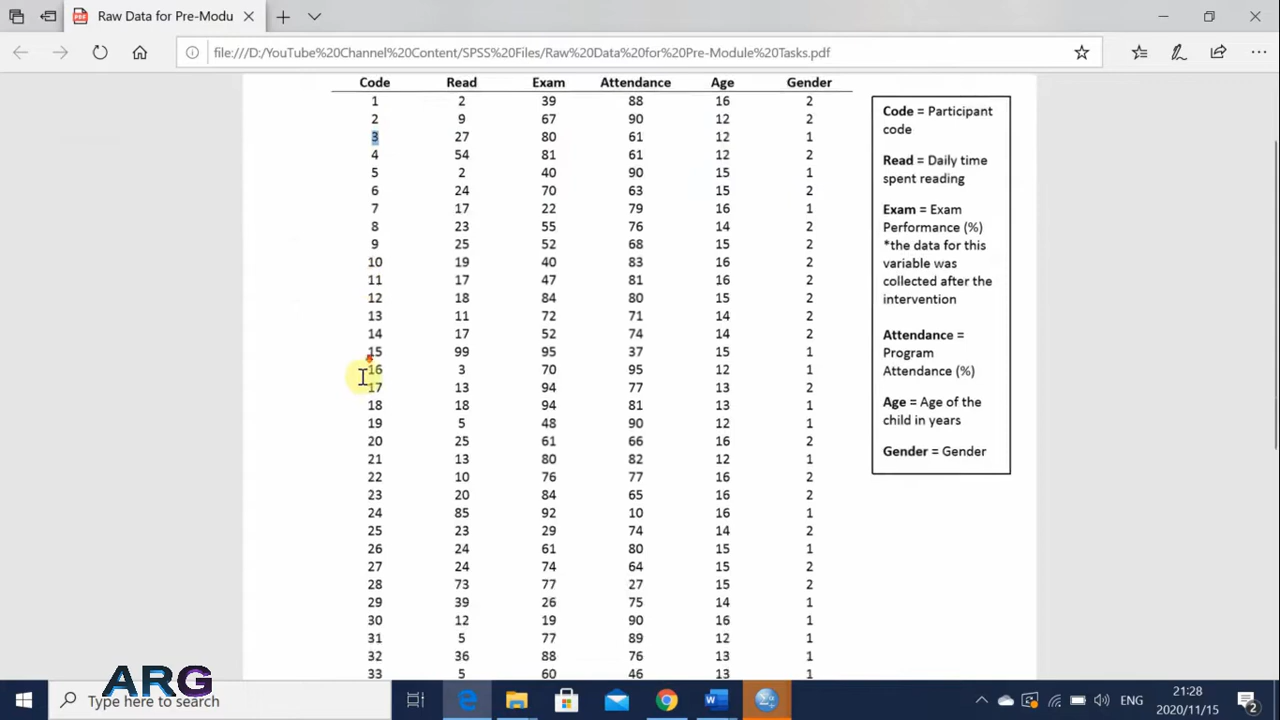 Raw Data for Pre-Modu
file:///D:/YouTube%20Channel%20Content/SPSS%20Files/Raw%20Data%20for%20Pre-Module%20Tasks.pdf
Code Read Exam Attendance Age Gender
1 2 39 88 16 2
2 9 67 90 12 2
3 27 80 61 12 1
4 54 81 61 12 2
5 2 40 90 15 1
6 24 70 63 15 2
7 17 22 79 16 1
8 23 55 76 14 2
9 25 52 68 15 2
10 19 40 83 16 2
11 17 47 81 16 2
12 18 84 80 15 2
13 11 72 71 14 2
14 17 52 74 14 2
15 99 95 37 15 1
16 3 70 95 12 1
17 13 94 77 13 2
18 18 94 81 13 1
19 5 48 90 12 1
20 25 61 66 16 2
21 13 80 82 12 1
22 10 76 77 16 2
23 20 84 65 16 2
24 85 92 10 16 1
25 23 29 74 14 2
26 24 61 80 15 1
27 24 74 64 15 2
28 73 77 27 15 2
29 39 26 75 14 1
30 12 19 90 16 1
31 5 77 89 12 1
32 36 88 76 13 1
33 5 60 46 13 1
Code = Participant
code
Read = Daily time
spent reading
Exam = Exam
Performance (%)
*the data for this
variable was
collected after the
intervention
Attendance =
Program
Attendance (%)
Age = Age of the
child in years
Gender = Gender
ARG
Type here to search
ENG
21:28
2020/11/15
2